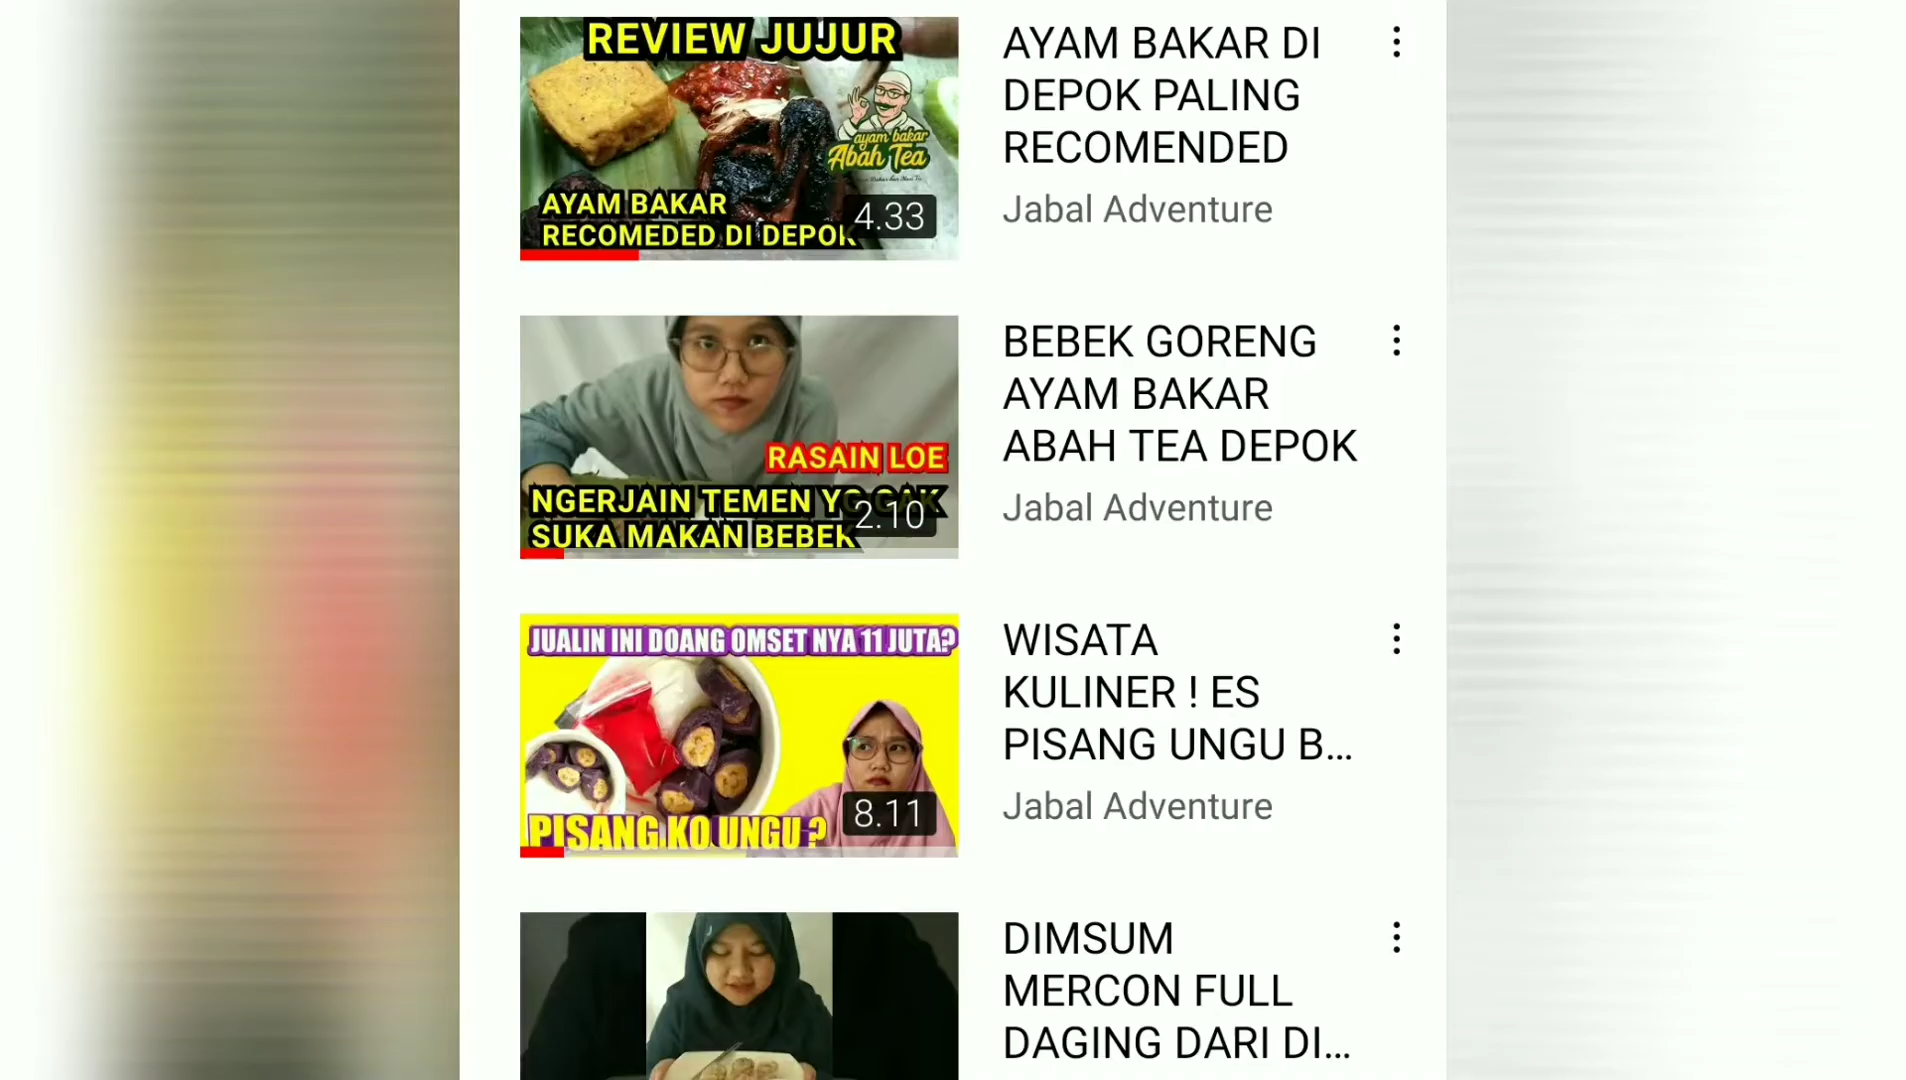 REVIEW JUJUR
ayam bakar
Abah Tea
AYAM BAKAR
RECOMEDED DI DEPOK
4.33
AYAM BAKAR DI
DEPOK PALING
RECOMENDED
Jabal Adventure
RASAIN LOE
NGERJAIN TEMEN YG GAK
SUKA MAKAN BEBEK
2.10
BEBEK GORENG
AYAM BAKAR
ABAH TEA DEPOK
Jabal Adventure
JUALIN INI DOANG OMSET NYA 11 JUTA?
PISANG KO UNGU ?
8.11
WISATA
KULINER ! ES
PISANG UNGU B...
Jabal Adventure
DIMSUM
MERCON FULL
DAGING DARI DI...